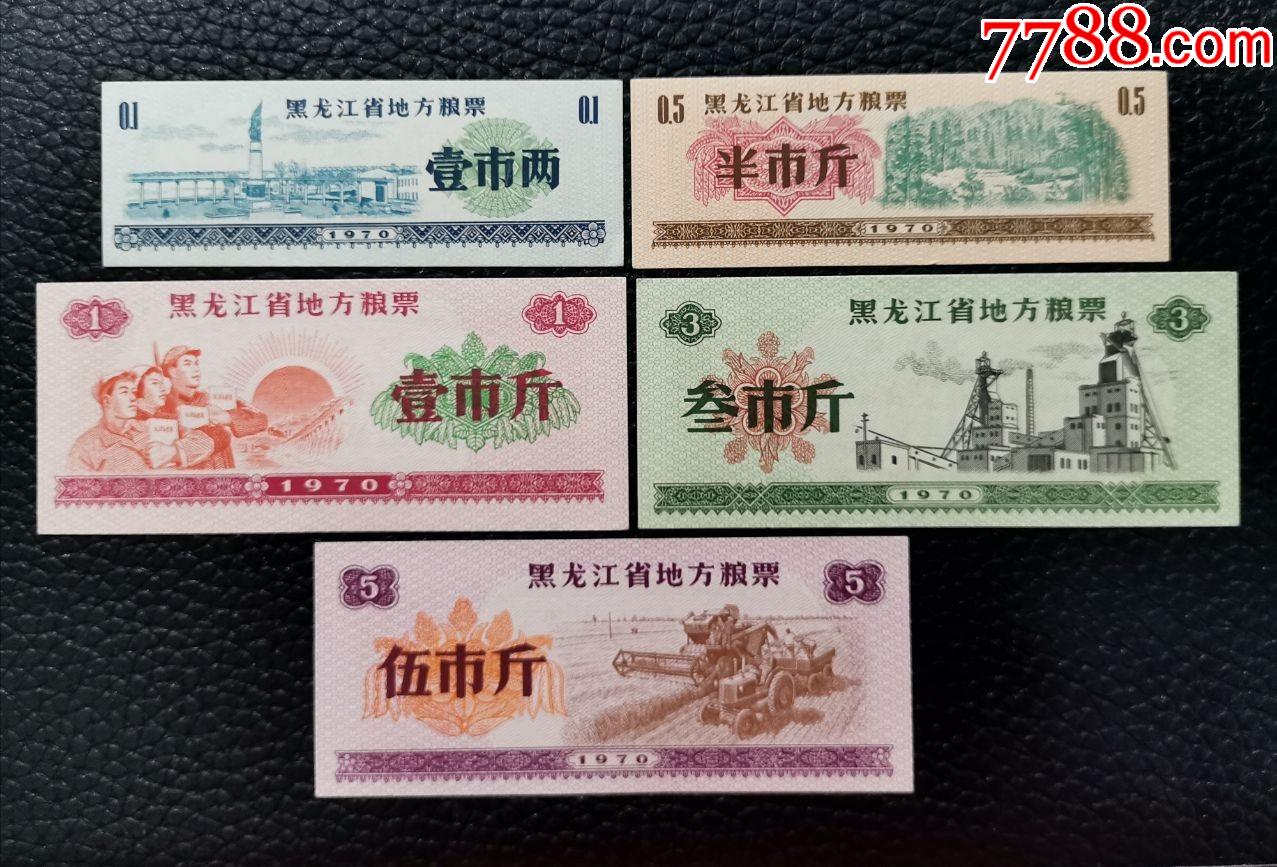 7788.com
0.1 黑龙江省地方粮票 0.1
壹市两
1970
0.5 黑龙江省地方粮票 0.5
半市斤
1970
1 黑龙江省地方粮票 1
壹市斤
1970
3 黑龙江省地方粮票 3
叁市斤
1970
5 黑龙江省地方粮票 5
伍市斤
1970